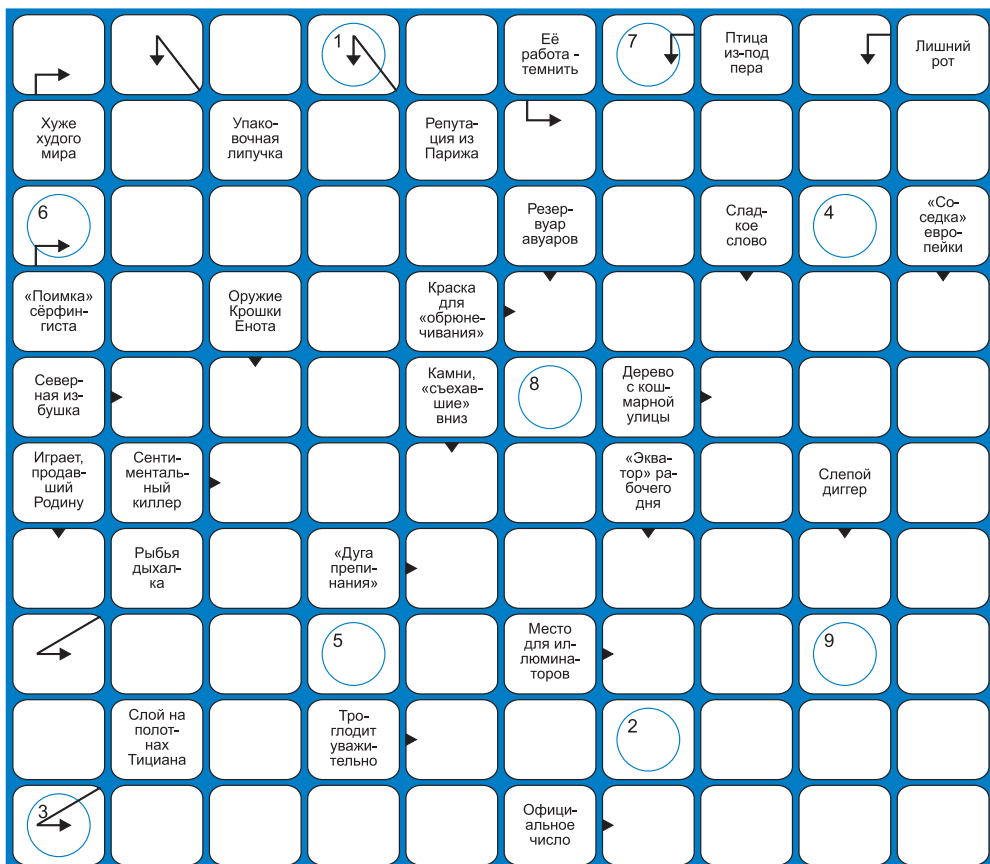 1
Её
работа -
темнить
7
Птица
из-под
пера
Лишний
рот
Хуже
худого
мира
Упако-
вочная
липучка
Репута-
ция из
Парижа
6
Резер-
вуар
авуаров
Слад-
кое
слово
4
«Со-
седка»
евро-
пейки
«Поимка»
сёрфин-
гиста
Оружие
Крошки
Енота
Краска
для
«обрюне-
чивания»
Север-
ная из-
бушка
Камни,
«съехав-
шие»
вниз
8
Дерево
с кош-
марной
улицы
Играет,
продав-
ший
Родину
Сенти-
менталь-
ный
киллер
«Эква-
тор» ра-
бочего
дня
Слепой
диггер
Рыбья
дыхал-
ка
«Дуга
препи-
нания»
5
Место
для ил-
люмина-
торов
9
Слой на
полот-
нах
Тициана
Тро-
глодит
уважи-
тельно
2
3
Офици-
альное
число